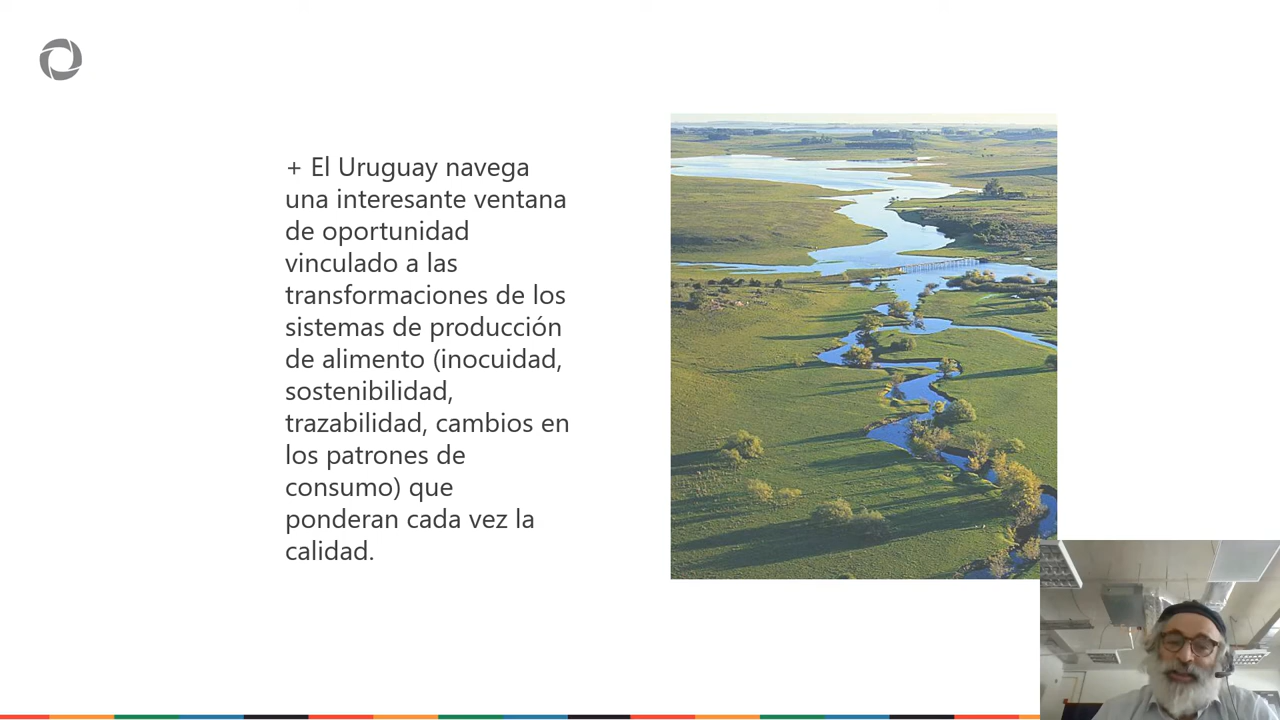 + El Uruguay navega
una interesante ventana
de oportunidad
vinculado a las
transformaciones de los
sistemas de producción
de alimento (inocuidad,
sostenibilidad,
trazabilidad, cambios en
los patrones de
consumo) que
ponderan cada vez la
calidad.